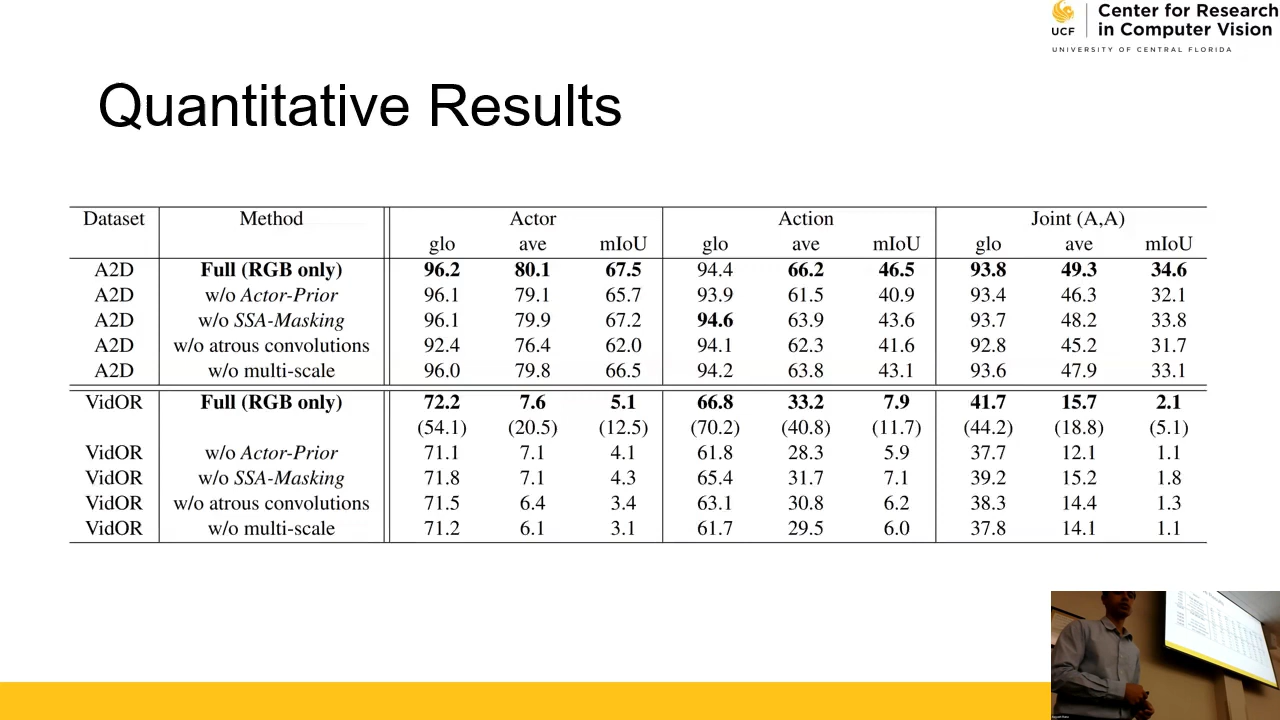 UCF
Center for Research
in Computer Vision
UNIVERSITY OF CENTRAL FLORIDA
Quantitative Results
Dataset Method Actor Action Joint (A,A)
glo ave mIoU glo ave mIoU glo ave mIoU
A2D Full (RGB only) 96.2 80.1 67.5 94.4 66.2 46.5 93.8 49.3 34.6
A2D w/o Actor-Prior 96.1 79.1 65.7 93.9 61.5 40.9 93.4 46.3 32.1
A2D w/o SSA-Masking 96.1 79.9 67.2 94.6 63.9 43.6 93.7 48.2 33.8
A2D w/o atrous convolutions 92.4 76.4 62.0 94.1 62.3 41.6 92.8 45.2 31.7
A2D w/o multi-scale 96.0 79.8 66.5 94.2 63.8 43.1 93.6 47.9 33.1
VidOR Full (RGB only) 72.2 7.6 5.1 66.8 33.2 7.9 41.7 15.7 2.1
(54.1) (20.5) (12.5) (70.2) (40.8) (11.7) (44.2) (18.8) (5.1)
VidOR w/o Actor-Prior 71.1 7.1 4.1 61.8 28.3 5.9 37.7 12.1 1.1
VidOR w/o SSA-Masking 71.8 7.1 4.3 65.4 31.7 7.1 39.2 15.2 1.8
VidOR w/o atrous convolutions 71.5 6.4 3.4 63.1 30.8 6.2 38.3 14.4 1.3
VidOR w/o multi-scale 71.2 6.1 3.1 61.7 29.5 6.0 37.8 14.1 1.1